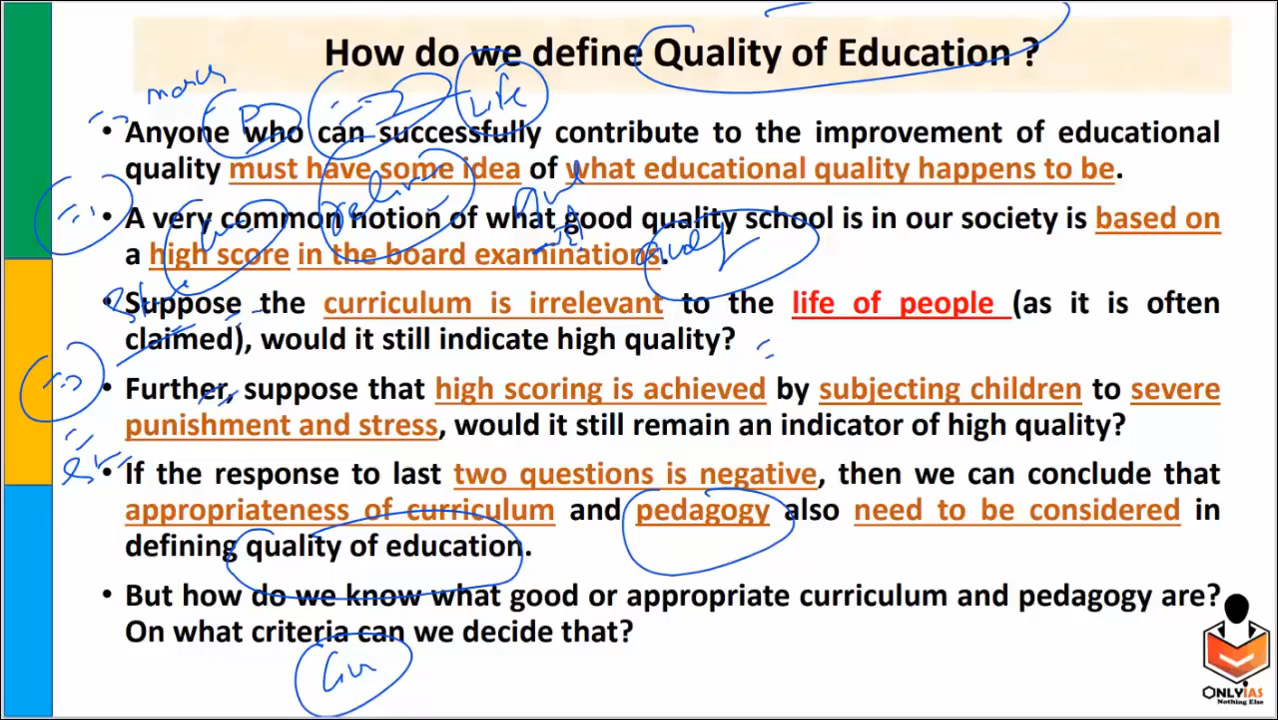 How do we define Quality of Education ?
marks
Life
• Anyone who can successfully contribute to the improvement of educational
quality must have some idea of what educational quality happens to be.
• A very common notion of what good quality school is in our society is based on
a high score in the board examinations.
• Suppose the curriculum is irrelevant to the life of people (as it is often
claimed), would it still indicate high quality?
• Further, suppose that high scoring is achieved by subjecting children to severe
punishment and stress, would it still remain an indicator of high quality?
• If the response to last two questions is negative, then we can conclude that
appropriateness of curriculum and pedagogy also need to be considered in
defining quality of education.
• But how do we know what good or appropriate curriculum and pedagogy are?
On what criteria can we decide that?
ONLYIAS
Nothing Else